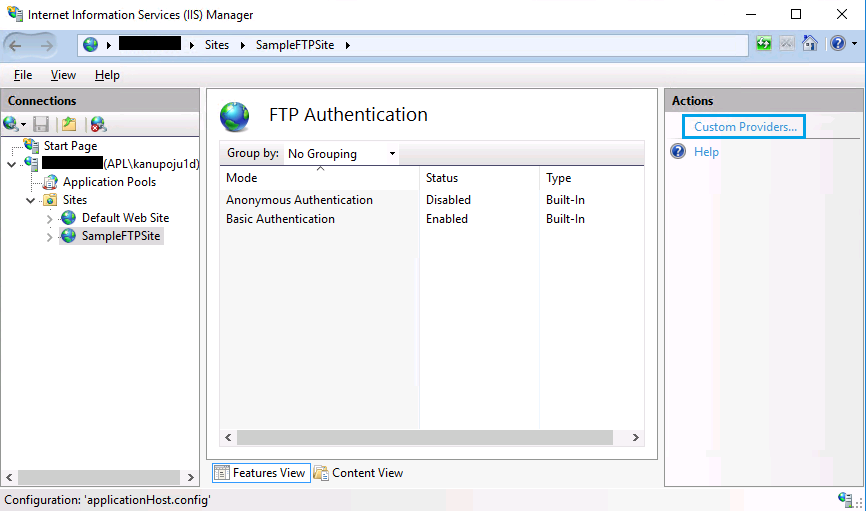 Internet Information Services (IIS) Manager
Sites
SampleFTPSite
File View Help
Connections
Start Page
(APL\kanupoju1d)
Application Pools
Sites
Default Web Site
SampleFTPSite
FTP Authentication
Group by: No Grouping
Mode Status Type
Anonymous Authentication Disabled Built-In
Basic Authentication Enabled Built-In
Features View Content View
Actions
Custom Providers...
Help
Configuration: 'applicationHost.config'